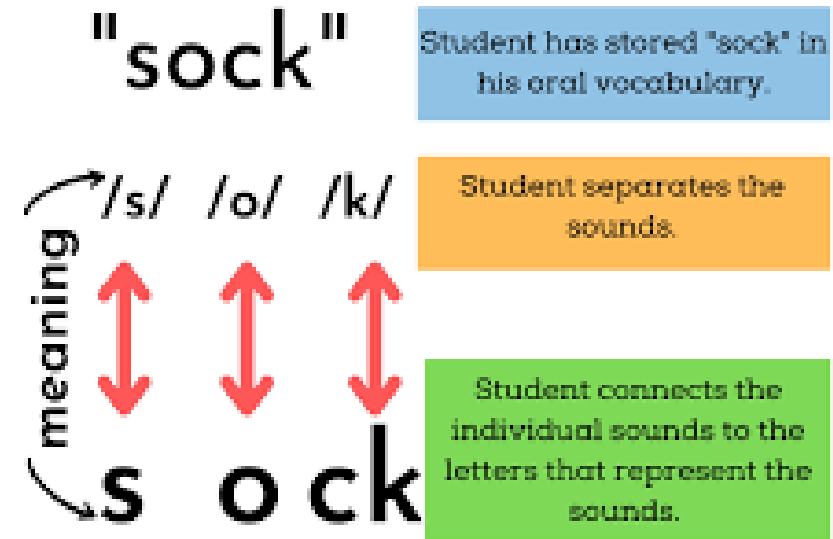 "sock"
Student has stored "sock" in
his oral vocabulary.
/s/ /o/ /k/
Student separates the
sounds.
meaning
s o ck
Student connects the
individual sounds to the
letters that represent the
sounds.